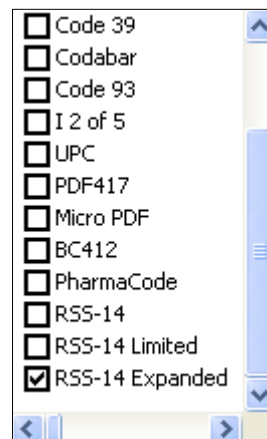 Code 39
Codabar
Code 93
I 2 of 5
UPC
PDF417
Micro PDF
BC412
PharmaCode
RSS-14
RSS-14 Limited
RSS-14 Expanded